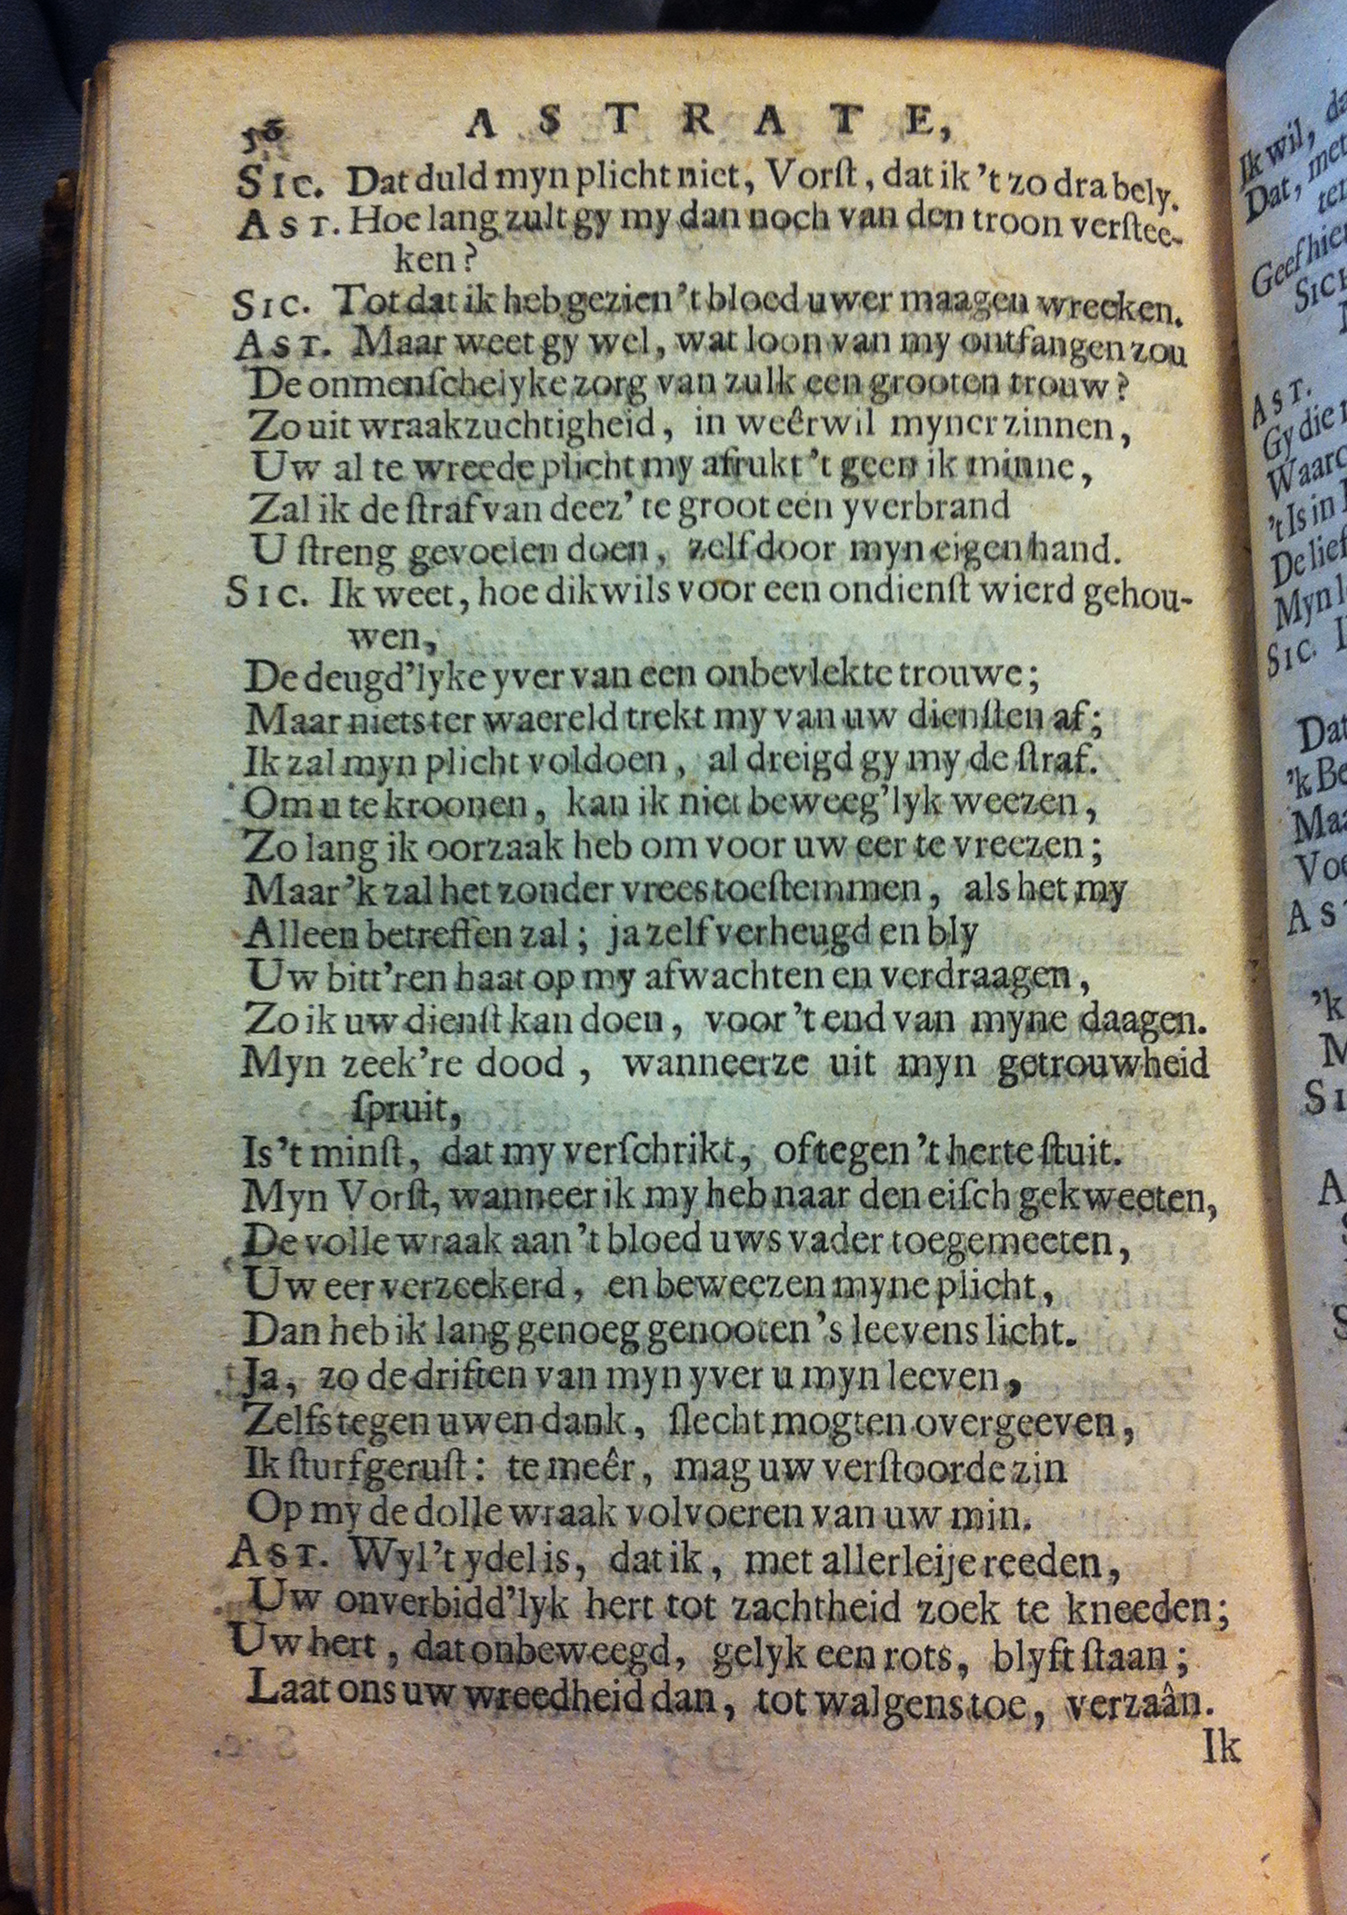 56 ASTRATE,
SIC. Dat duld myn plicht niet, Vorſt, dat ik 't zo dra bely.
AST. Hoe lang zult gy my dan noch van den troon verſtee-
ken?
SIC. Tot dat ik heb gezien 't bloed uwer maagen wreeken.
AST. Maar weet gy wel, wat loon van my ontfangen zou
De onmenſchelyke zorg van zulk een grooten trouw?
Zo uit wraakzuchtigheid, in weêrwil myner zinnen,
Uw al te wreede plicht my afrukt 't geen ik minne,
Zal ik de ſtraf van deez' te groot een yverbrand
U ſtreng gevoelen doen, zelf door myn eigen hand.
SIC. Ik weet, hoe dikwils voor een ondienſt wierd gehou-
wen,
De deugd'lyke yver van een onbevlekte trouwe;
Maar niets ter waereld trekt my van uw dienſten af;
Ik zal myn plicht voldoen, al dreigd gy my de ſtraf.
Om u te kroonen, kan ik niet beweeg'lyk weezen,
Zo lang ik oorzaak heb om voor uw eer te vreezen;
Maar 'k zal het zonder vrees toeſtemmen, als het my
Alleen betreffen zal; ja zelf verheugd en bly
Uw bitt'ren haat op my afwachten en verdraagen,
Zo ik uw dienſt kan doen, voor 't end van myne daagen.
Myn zeek're dood, wanneerze uit myn getrouwheid
ſpruit,
Is 't minſt, dat my verſchrikt, of tegen 't herte ſtuit.
Myn Vorſt, wanneer ik my heb naar den eiſch gekweeten,
De volle wraak aan 't bloed uws vader toegemeeten,
Uw eer verzeekerd, en beweezen myne plicht,
Dan heb ik lang genoeg genooten 's leevens licht.
Ja, zo de driften van myn yver u myn leeven,
Zelfs tegen uwen dank, ſlecht mogten overgeeven,
Ik ſturf geruſt: te meêr, mag uw verſtoorde zin
Op my de dolle wraak volvoeren van uw min.
AST. Wyl 't ydel is, dat ik, met allerleije reeden,
Uw onverbidd'lyk hert tot zachtheid zoek te kneeden;
Uw hert, dat onbeweegd, gelyk een rots, blyft ſtaan;
Laat ons uw wreedheid dan, tot walgens toe, verzaân.
Ik